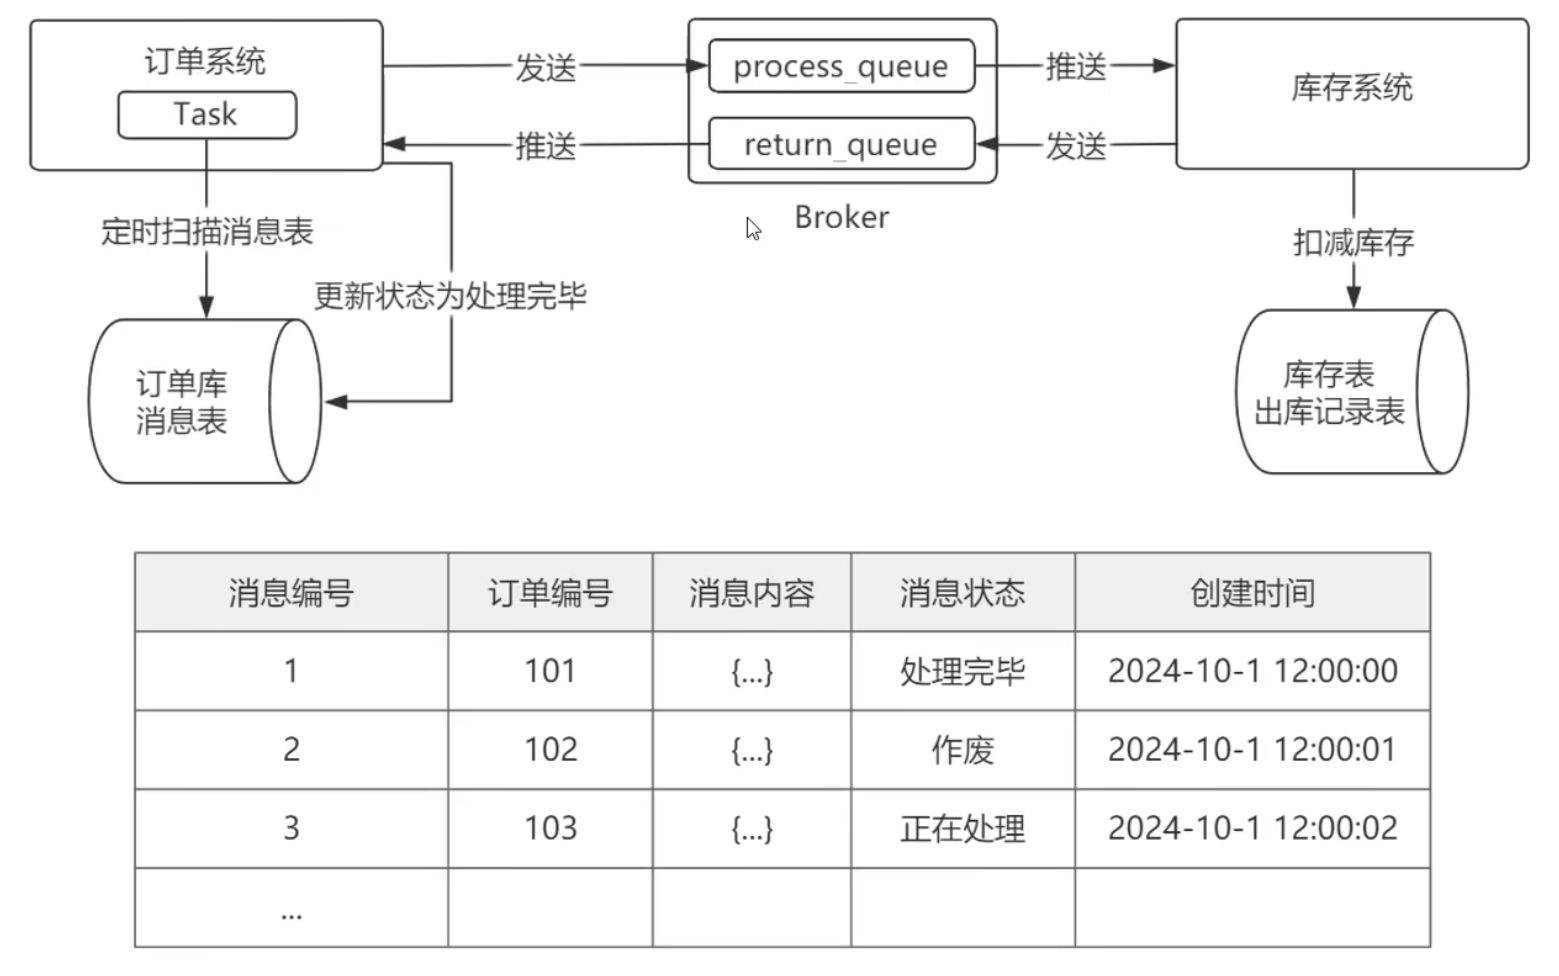 订单系统
Task
发送
process_queue
推送
库存系统
推送
return_queue
发送
Broker
定时扫描消息表
更新状态为处理完毕
扣减库存
订单库
消息表
库存表
出库记录表
消息编号 订单编号 消息内容 消息状态 创建时间
1 101 {...} 处理完毕 2024-10-1 12:00:00
2 102 {...} 作废 2024-10-1 12:00:01
3 103 {...} 正在处理 2024-10-1 12:00:02
...